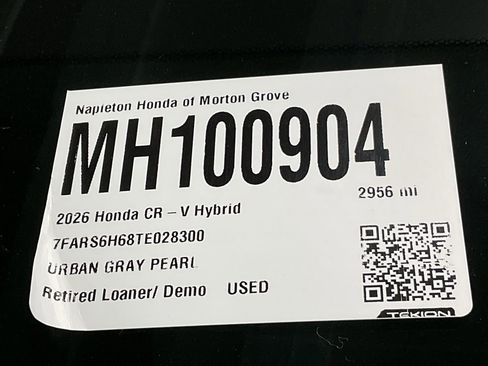 Napleton Honda of Morton Grove
MH100904
2956 mi
2026 Honda CR - V Hybrid
7FARS6H68TE028300
URBAN GRAY PEARL
Retired Loaner/ Demo USED
TEKION